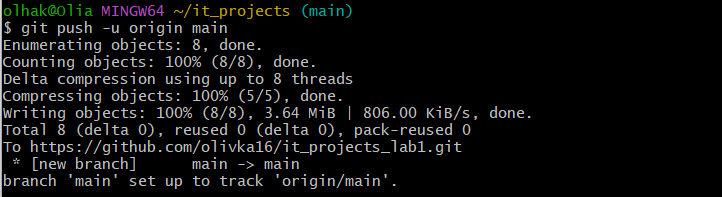 olhak@Olia MINGW64 ~/it_projects (main)
$ git push -u origin main
Enumerating objects: 8, done.
Counting objects: 100% (8/8), done.
Delta compression using up to 8 threads
Compressing objects: 100% (5/5), done.
Writing objects: 100% (8/8), 3.64 MiB | 806.00 KiB/s, done.
Total 8 (delta 0), reused 0 (delta 0), pack-reused 0
To https://github.com/olivka16/it_projects_lab1.git
 * [new branch]      main -> main
branch 'main' set up to track 'origin/main'.